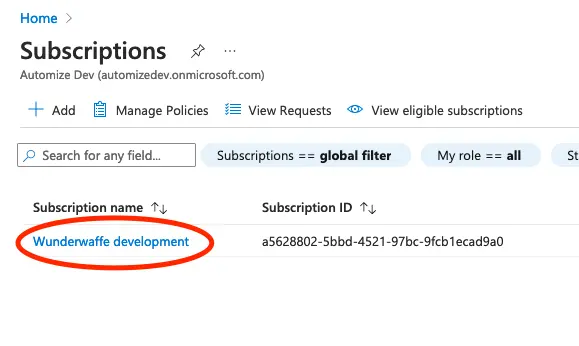 Home >
Subscriptions ...
Automize Dev (automizedev.onmicrosoft.com)
+ Add Manage Policies View Requests View eligible subscriptions
Search for any field... Subscriptions == global filter My role == all St
Subscription name ↑↓ Subscription ID ↑↓
Wunderwaffe development a5628802-5bbd-4521-97bc-9fcb1ecad9a0